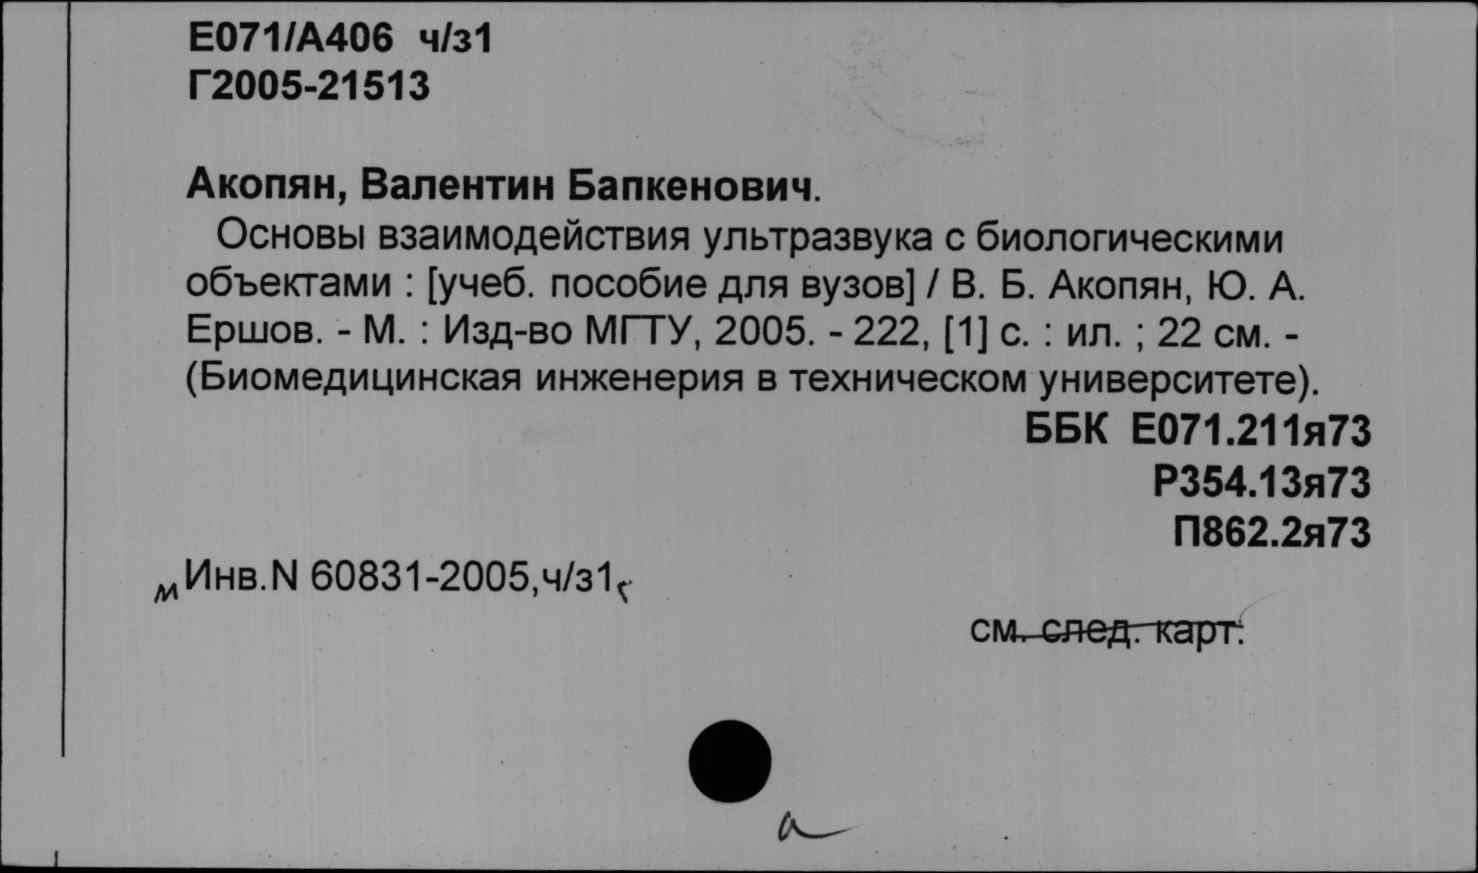 Е071/А406 ч/з1
Г2005-21513
Акопян, Валентин Бапкенович.
Основы взаимодействия ультразвука с биологическими
объектами : [учеб. пособие для вузов] / В. Б. Акопян, Ю. А.
Ершов. - М. : Изд-во МГТУ, 2005. - 222, [1] с. : ил. ; 22 см. -
(Биомедицинская инженерия в техническом университете).
ББК Е071.211я73
Р354.13я73
П862.2я73
м Инв.N 60831-2005,ч/з1
см. след. карт.
а